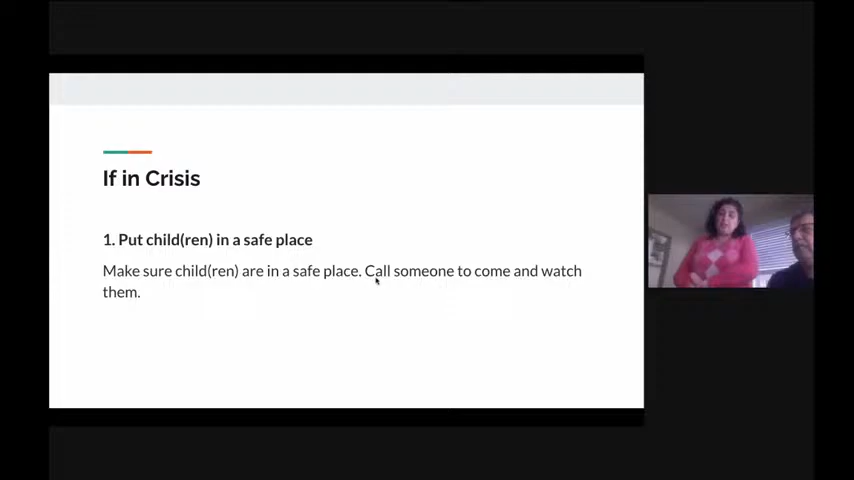 If in Crisis
1. Put child(ren) in a safe place
Make sure child(ren) are in a safe place. Call someone to come and watch
them.